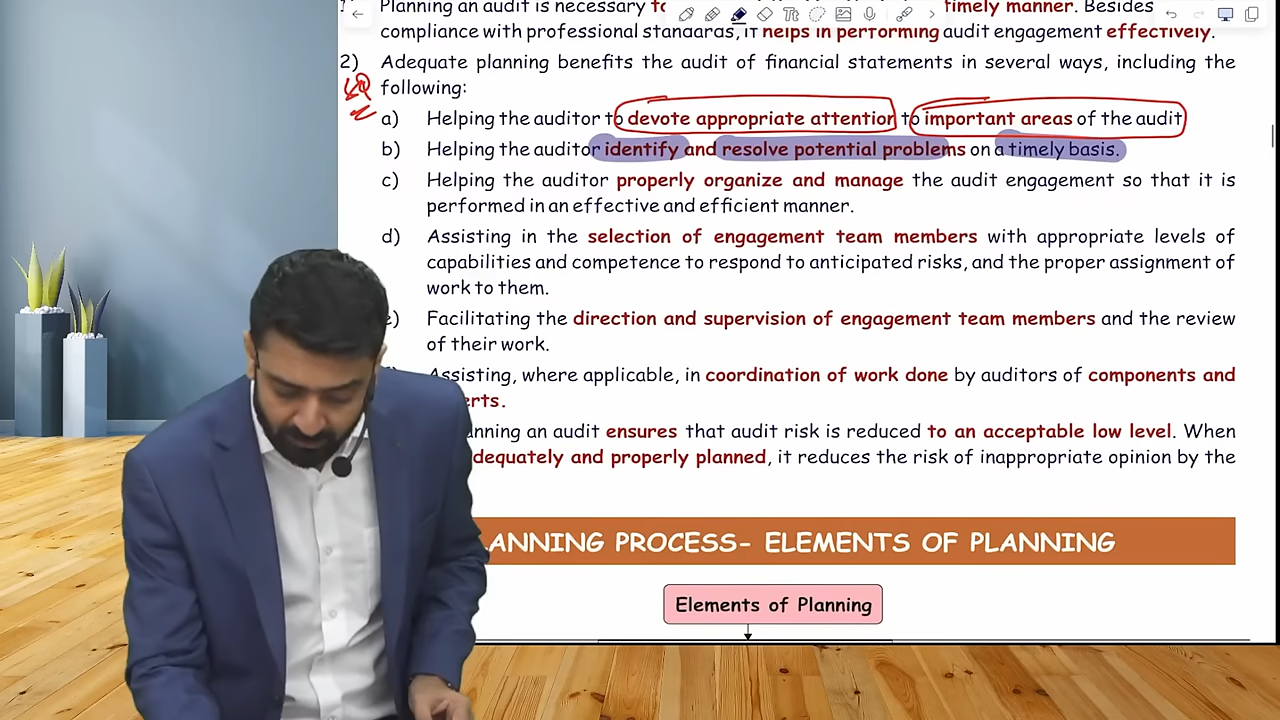 Planning an audit is necessary to timely manner. Besides
compliance with professional standards, it helps in performing audit engagement effectively.
2) Adequate planning benefits the audit of financial statements in several ways, including the
following:
a) Helping the auditor to devote appropriate attention to important areas of the audit
b) Helping the auditor identify and resolve potential problems on a timely basis.
c) Helping the auditor properly organize and manage the audit engagement so that it is
performed in an effective and efficient manner.
d) Assisting in the selection of engagement team members with appropriate levels of
capabilities and competence to respond to anticipated risks, and the proper assignment of
work to them.
e) Facilitating the direction and supervision of engagement team members and the review
of their work.
Assisting, where applicable, in coordination of work done by auditors of components and
erts.
anning an audit ensures that audit risk is reduced to an acceptable low level. When
dequately and properly planned, it reduces the risk of inappropriate opinion by the
LANNING PROCESS- ELEMENTS OF PLANNING
Elements of Planning